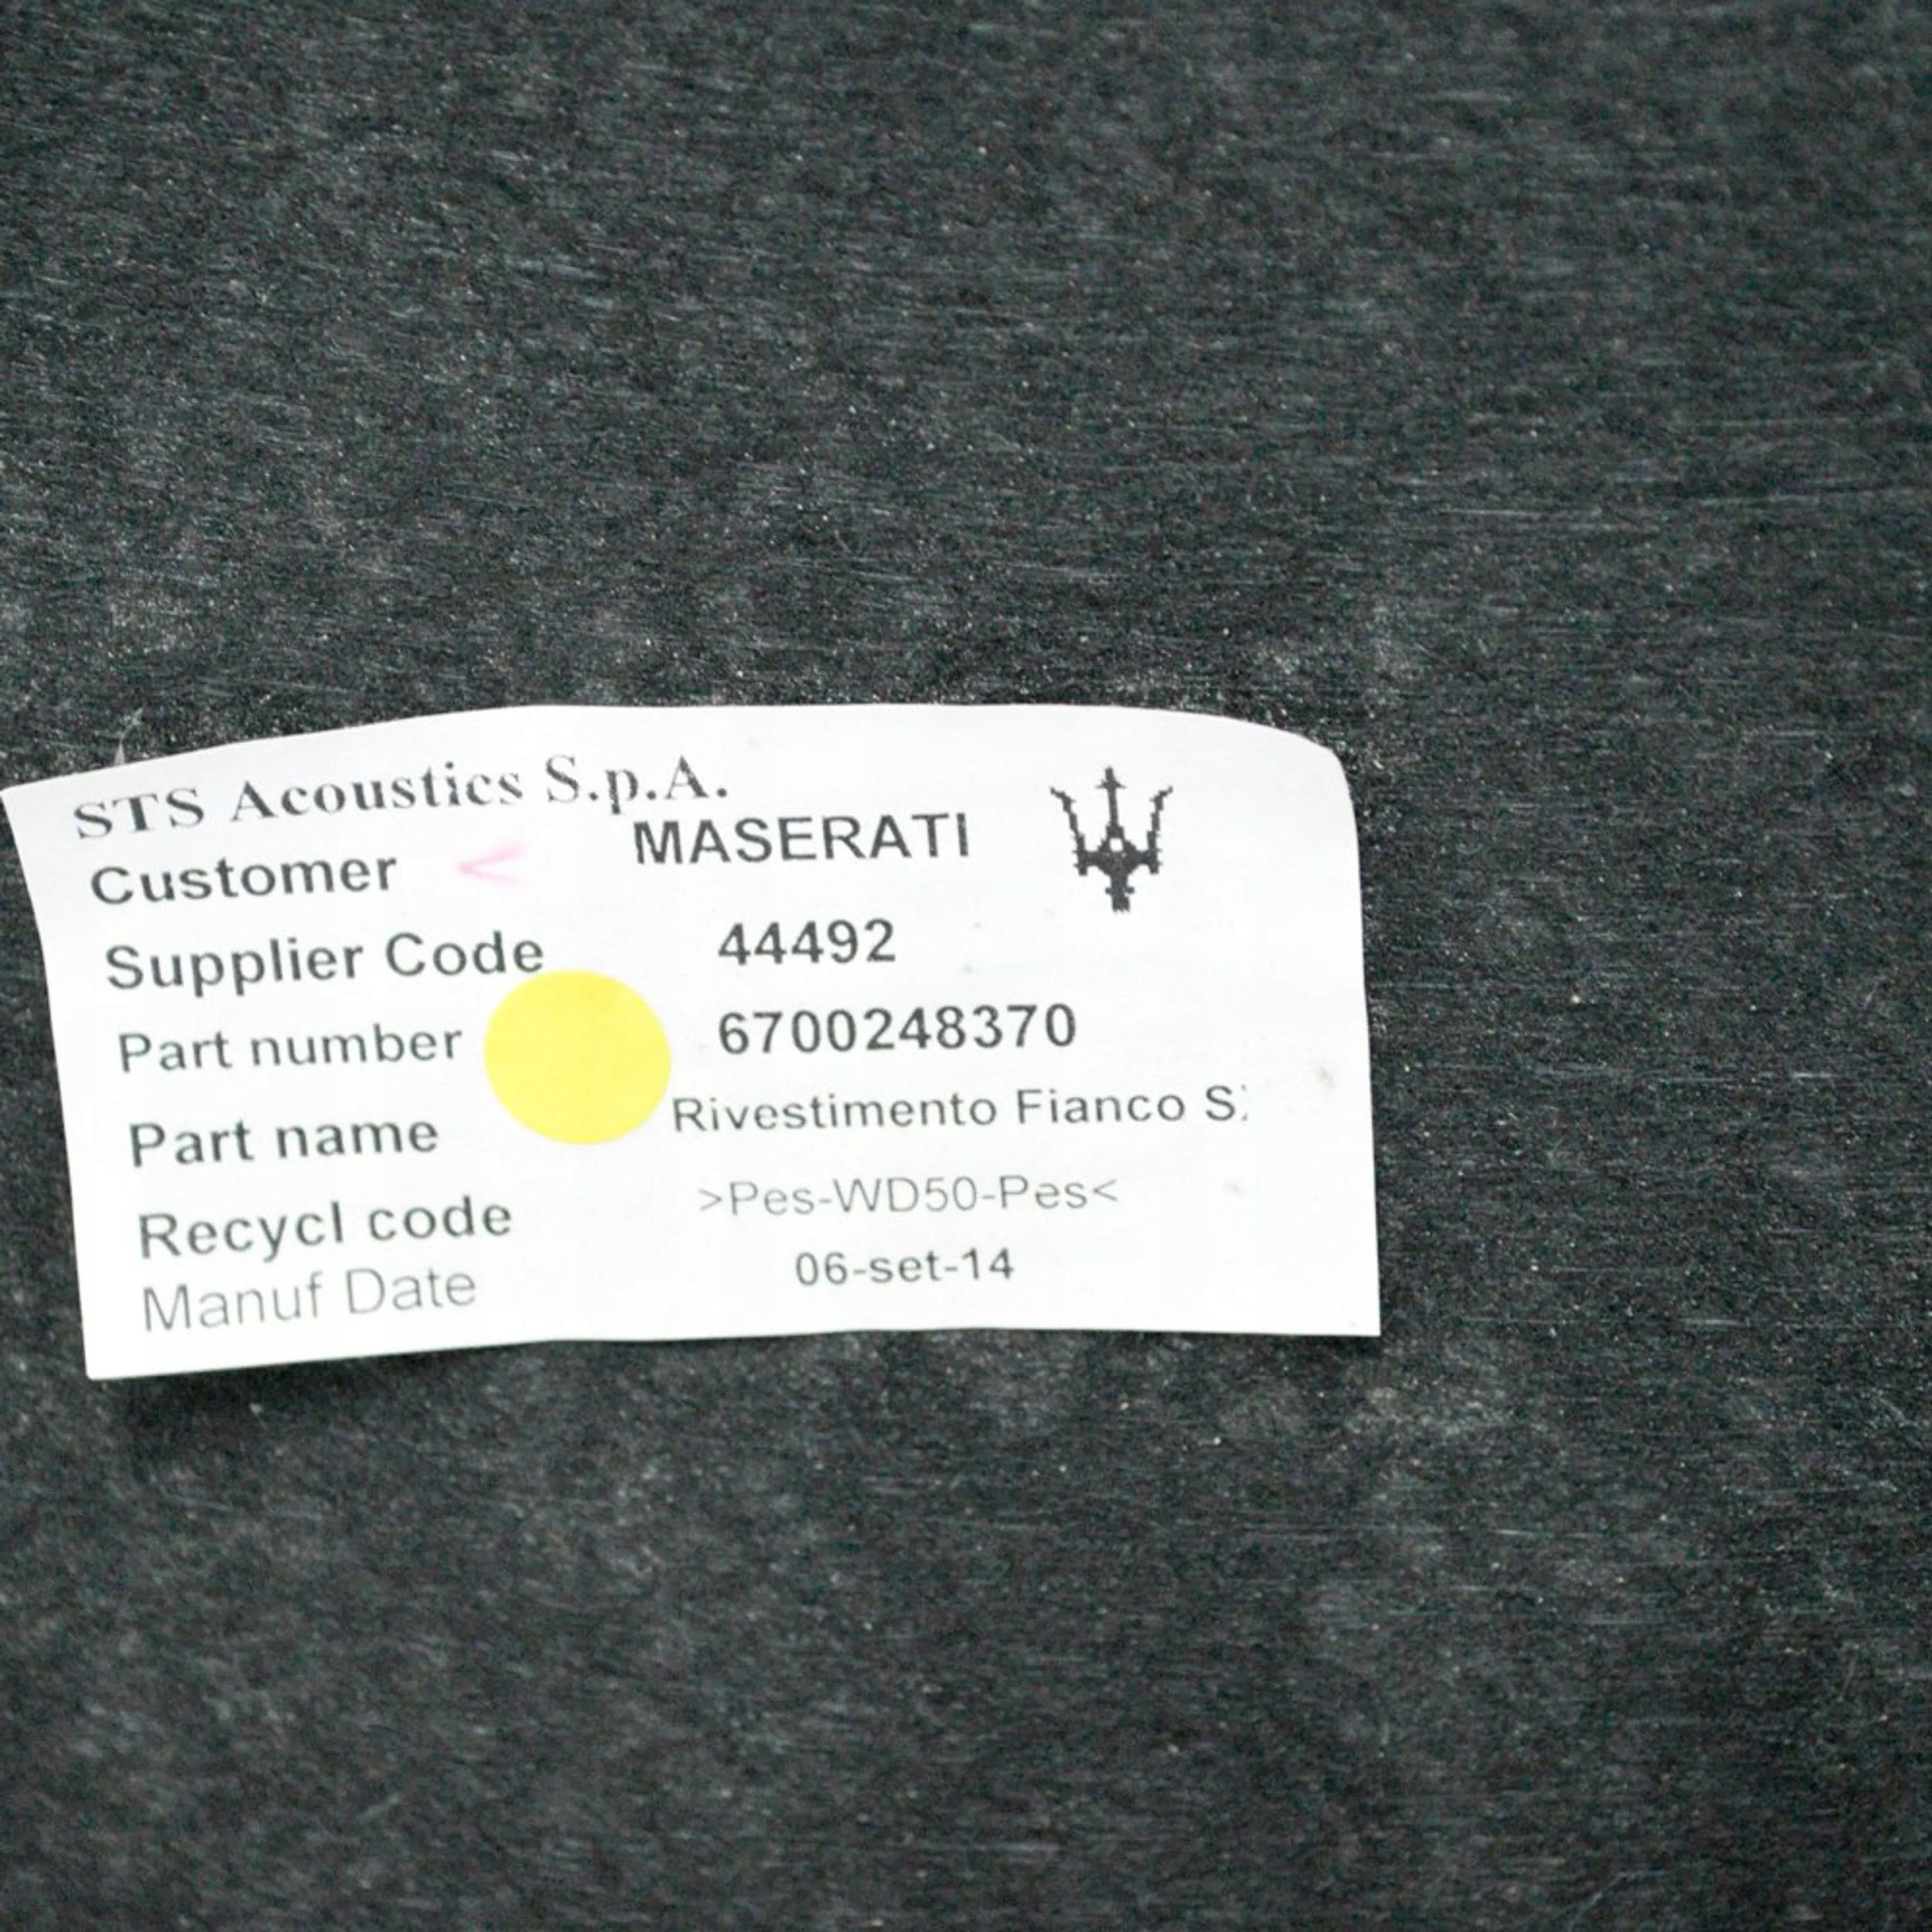 STS Acoustics S.p.A.
Customer MASERATI
Supplier Code 44492
Part number 6700248370
Part name Rivestimento Fianco
Recycl code >Pes-WD50-Pes<
Manuf Date 06-set-14